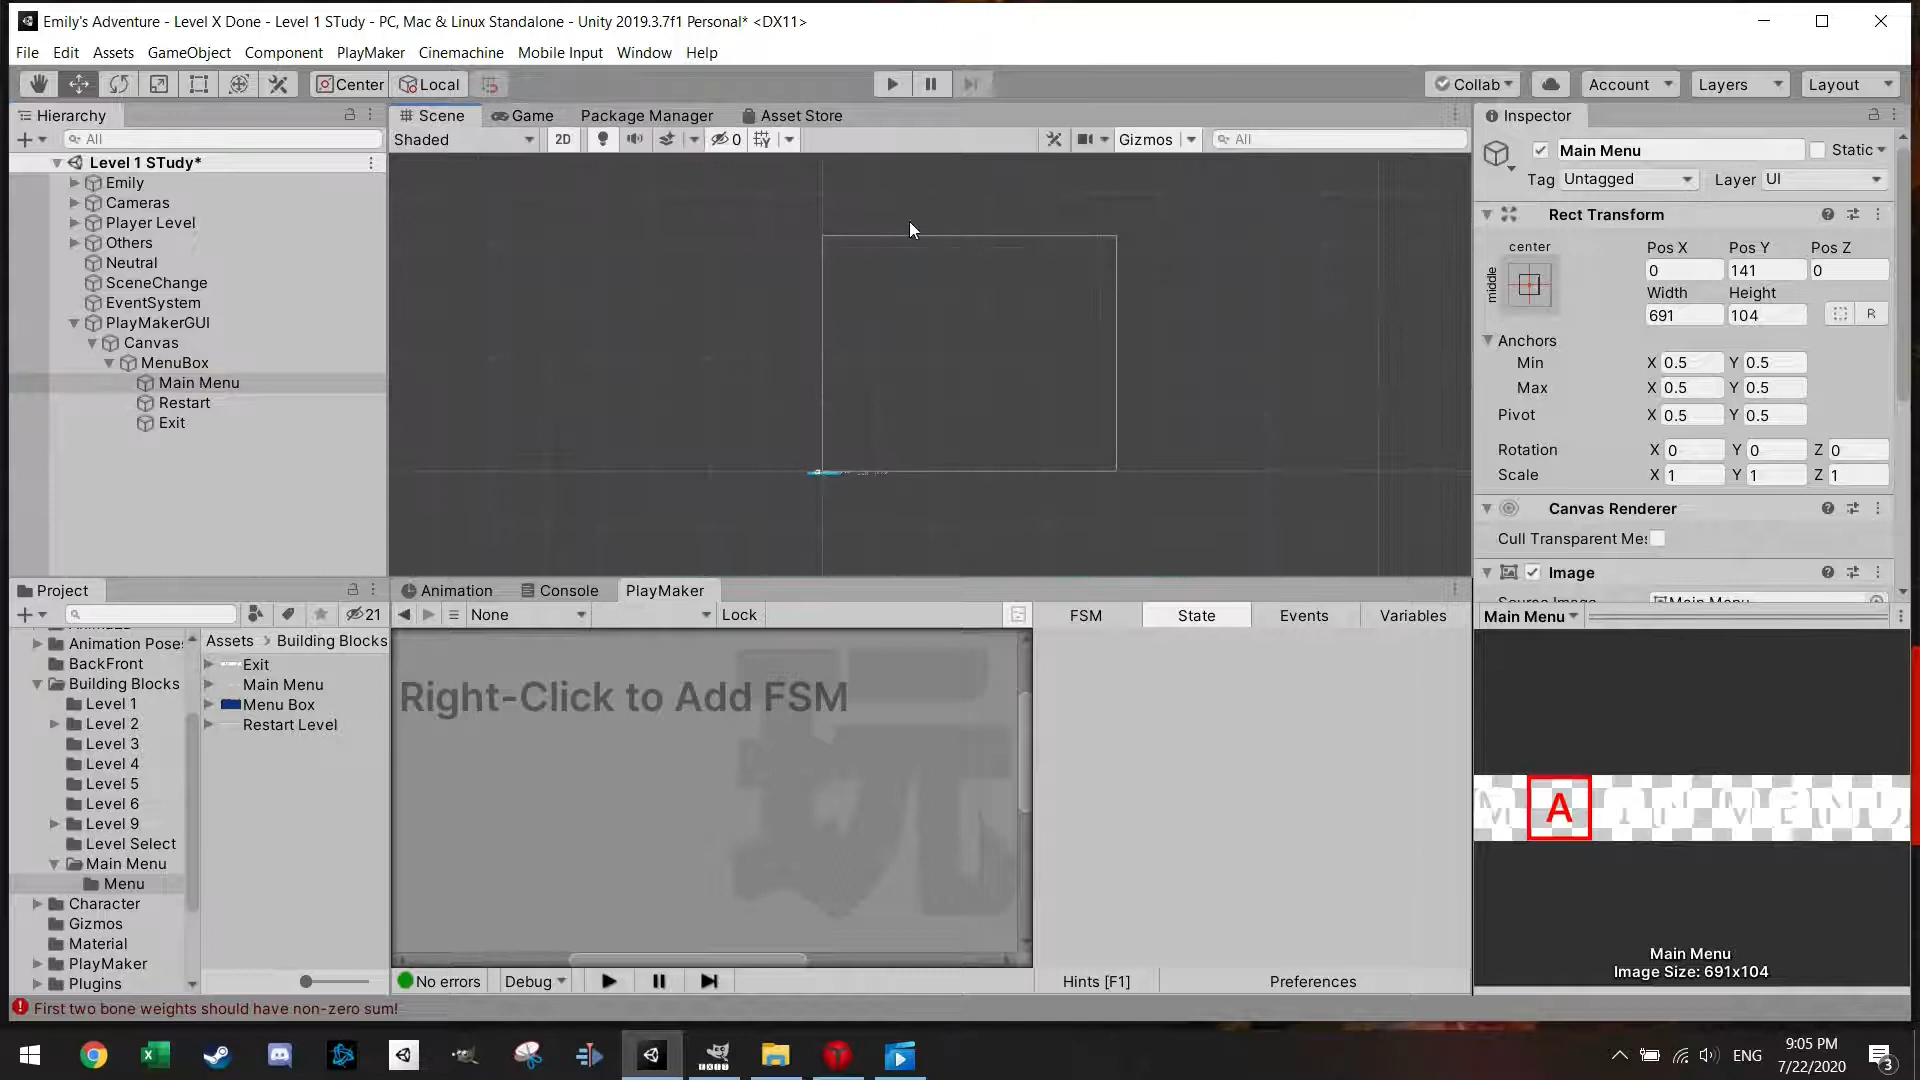 Emily's Adventure - Level X Done - Level 1 STudy - PC, Mac & Linux Standalone - Unity 2019.3.7f1 Personal* <DX11>
File Edit Assets GameObject Component PlayMaker Cinemachine Mobile Input Window Help
Center Local Collab Account Layers Layout
Hierarchy
All
Level 1 STudy*
Emily
Cameras
Player Level
Others
Neutral
SceneChange
EventSystem
PlayMakerGUI
Canvas
MenuBox
Main Menu
Restart
Exit
Scene Game Package Manager Asset Store
Shaded 2D 0 Gizmos All
Inspector
Main Menu Static
Tag Untagged Layer UI
Rect Transform
center Pos X Pos Y Pos Z
middle 0 141 0
Width Height
691 104 R
Anchors
Min X 0.5 Y 0.5
Max X 0.5 Y 0.5
Pivot X 0.5 Y 0.5
Rotation X 0 Y 0 Z 0
Scale X 1 Y 1 Z 1
Canvas Renderer
Cull Transparent Me
Image
Source Image Main Menu
Project
21
Animation Pose
BackFront
Building Blocks
Level 1
Level 2
Level 3
Level 4
Level 5
Level 6
Level 9
Level Select
Main Menu
Menu
Character
Gizmos
Material
PlayMaker
Plugins
Assets > Building Blocks
Exit
Main Menu
Menu Box
Restart Level
Animation Console PlayMaker
None Lock
FSM State Events Variables
Right-Click to Add FSM
No errors Debug
Hints [F1] Preferences
Main Menu
M A IN MENU
Main Menu
Image Size: 691x104
First two bone weights should have non-zero sum!
ENG
9:05 PM
7/22/2020
3